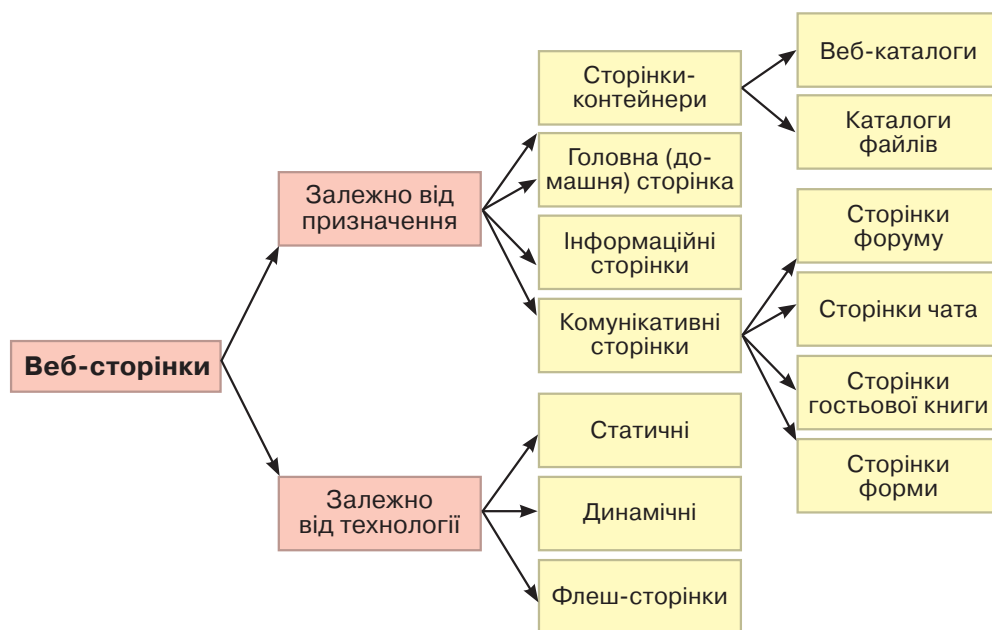 Веб-сторінки
Залежно від
призначення
Сторінки-
контейнери
Веб-каталоги
Каталоги
файлів
Головна (до-
машня) сторінка
Інформаційні
сторінки
Комунікативні
сторінки
Сторінки
форуму
Сторінки чата
Сторінки
гостьової книги
Сторінки
форми
Залежно
від технології
Статичні
Динамічні
Флеш-сторінки